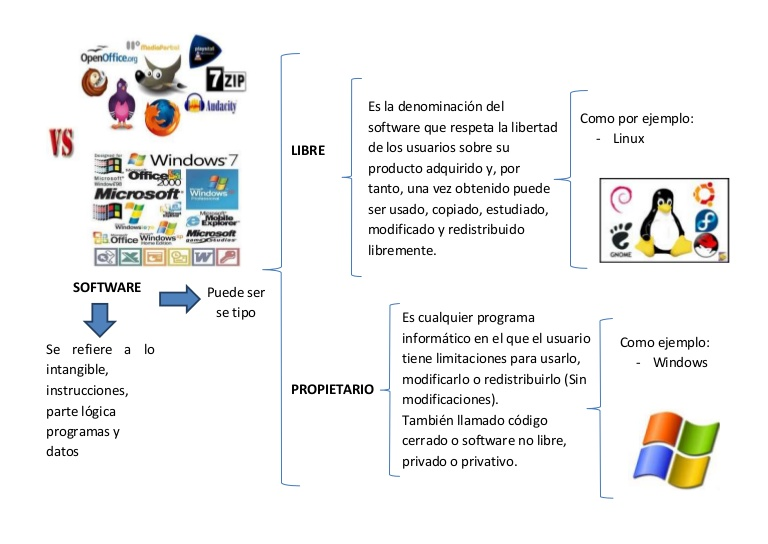 OpenOffice.org
MediaPortal
7ZIP
Audacity
VS
Windows 7
Office
2000
Microsoft
Mobile
Explorer
Office
Microsoft
SOFTWARE
Puede ser
se tipo
Se refiere a lo
intangible,
instrucciones,
parte lógica
programas y
datos
LIBRE
Es la denominación del
software que respeta la libertad
de los usuarios sobre su
producto adquirido y, por
tanto, una vez obtenido puede
ser usado, copiado, estudiado,
modificado y redistribuido
libremente.
Como por ejemplo:
- Linux
GNOME
PROPIETARIO
Es cualquier programa
informático en el que el usuario
tiene limitaciones para usarlo,
modificarlo o redistribuirlo (Sin
modificaciones).
También llamado código
cerrado o software no libre,
privado o privativo.
Como ejemplo:
- Windows